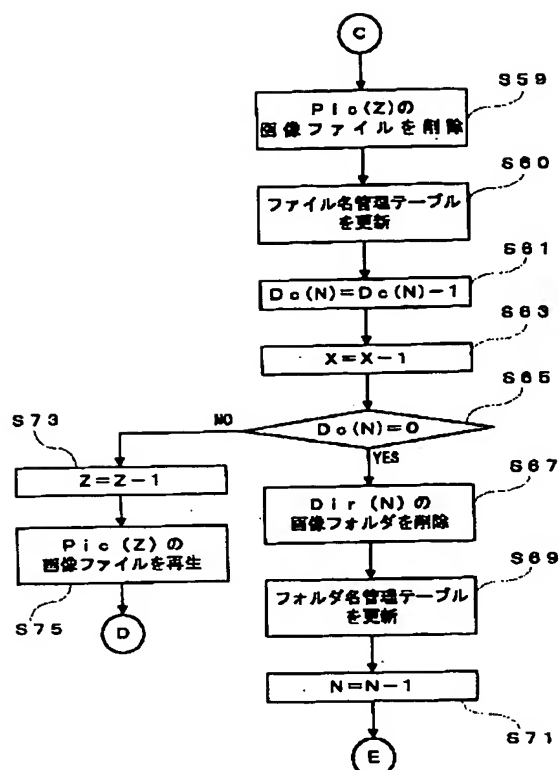 C
S59
Pic(Z)の
画像ファイルを削除
S60
ファイル名管理テーブル
を更新
S61
Dc(N)=Dc(N)-1
S63
X=X-1
S65
Dc(N)=0
NO
YES
S73
Z=Z-1
S67
Dir(N)の
画像フォルダを削除
Pic(Z)の
画像ファイルを再生
S75
D
S69
フォルダ名管理テーブル
を更新
N=N-1
S71
E